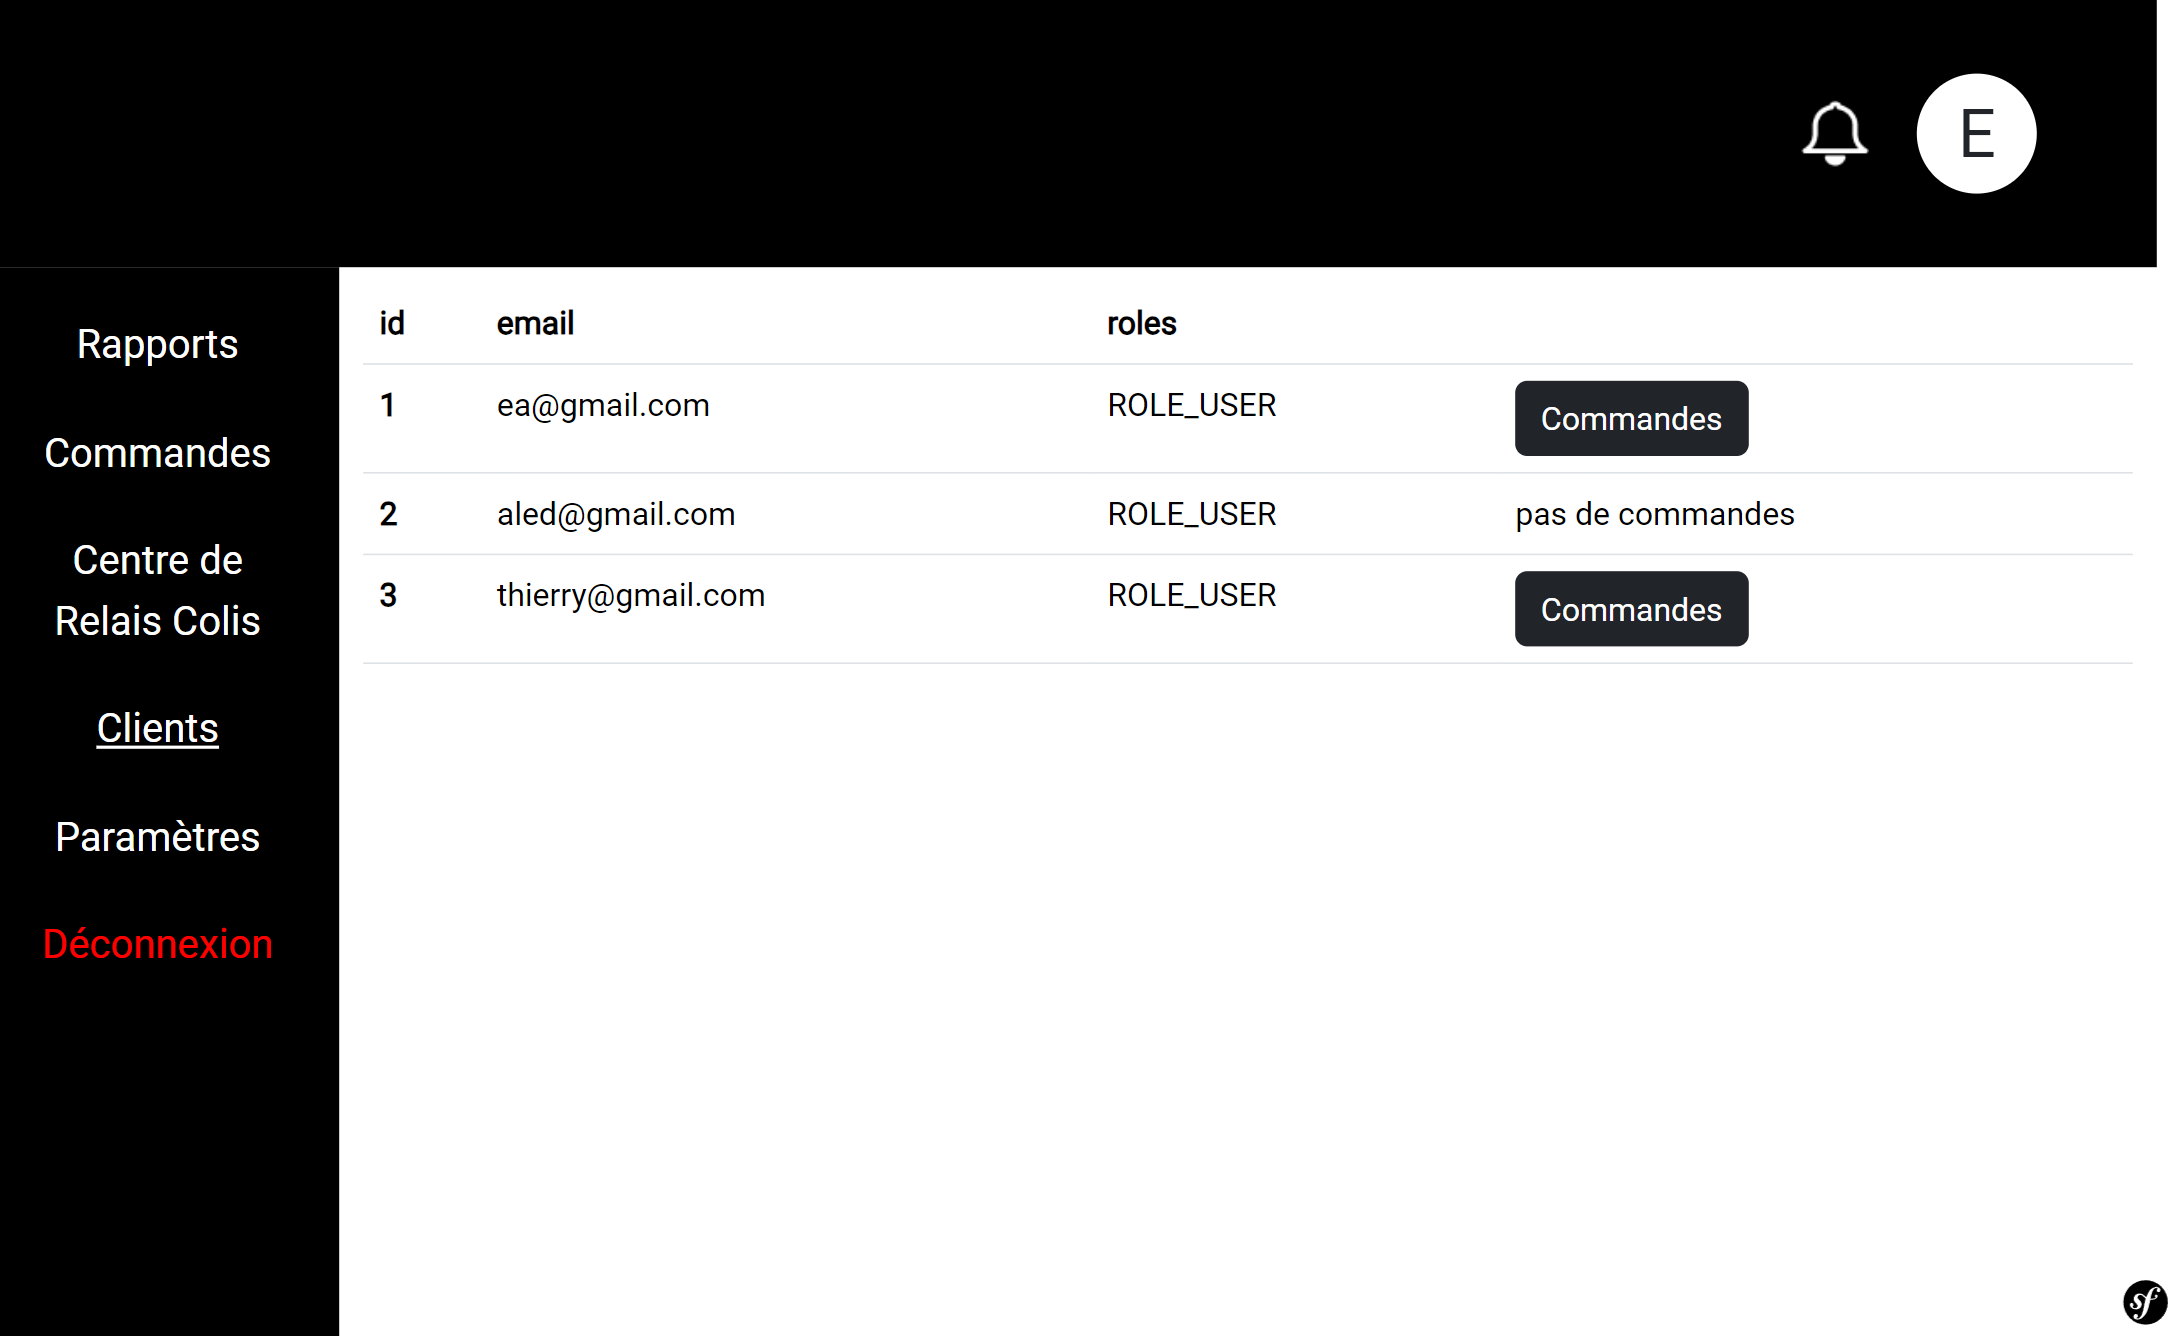 E
Rapports
Commandes
Centre de
Relais Colis
Clients
Paramètres
Déconnexion
id email roles
1 ea@gmail.com ROLE_USER Commandes
2 aled@gmail.com ROLE_USER pas de commandes
3 thierry@gmail.com ROLE_USER Commandes
sf